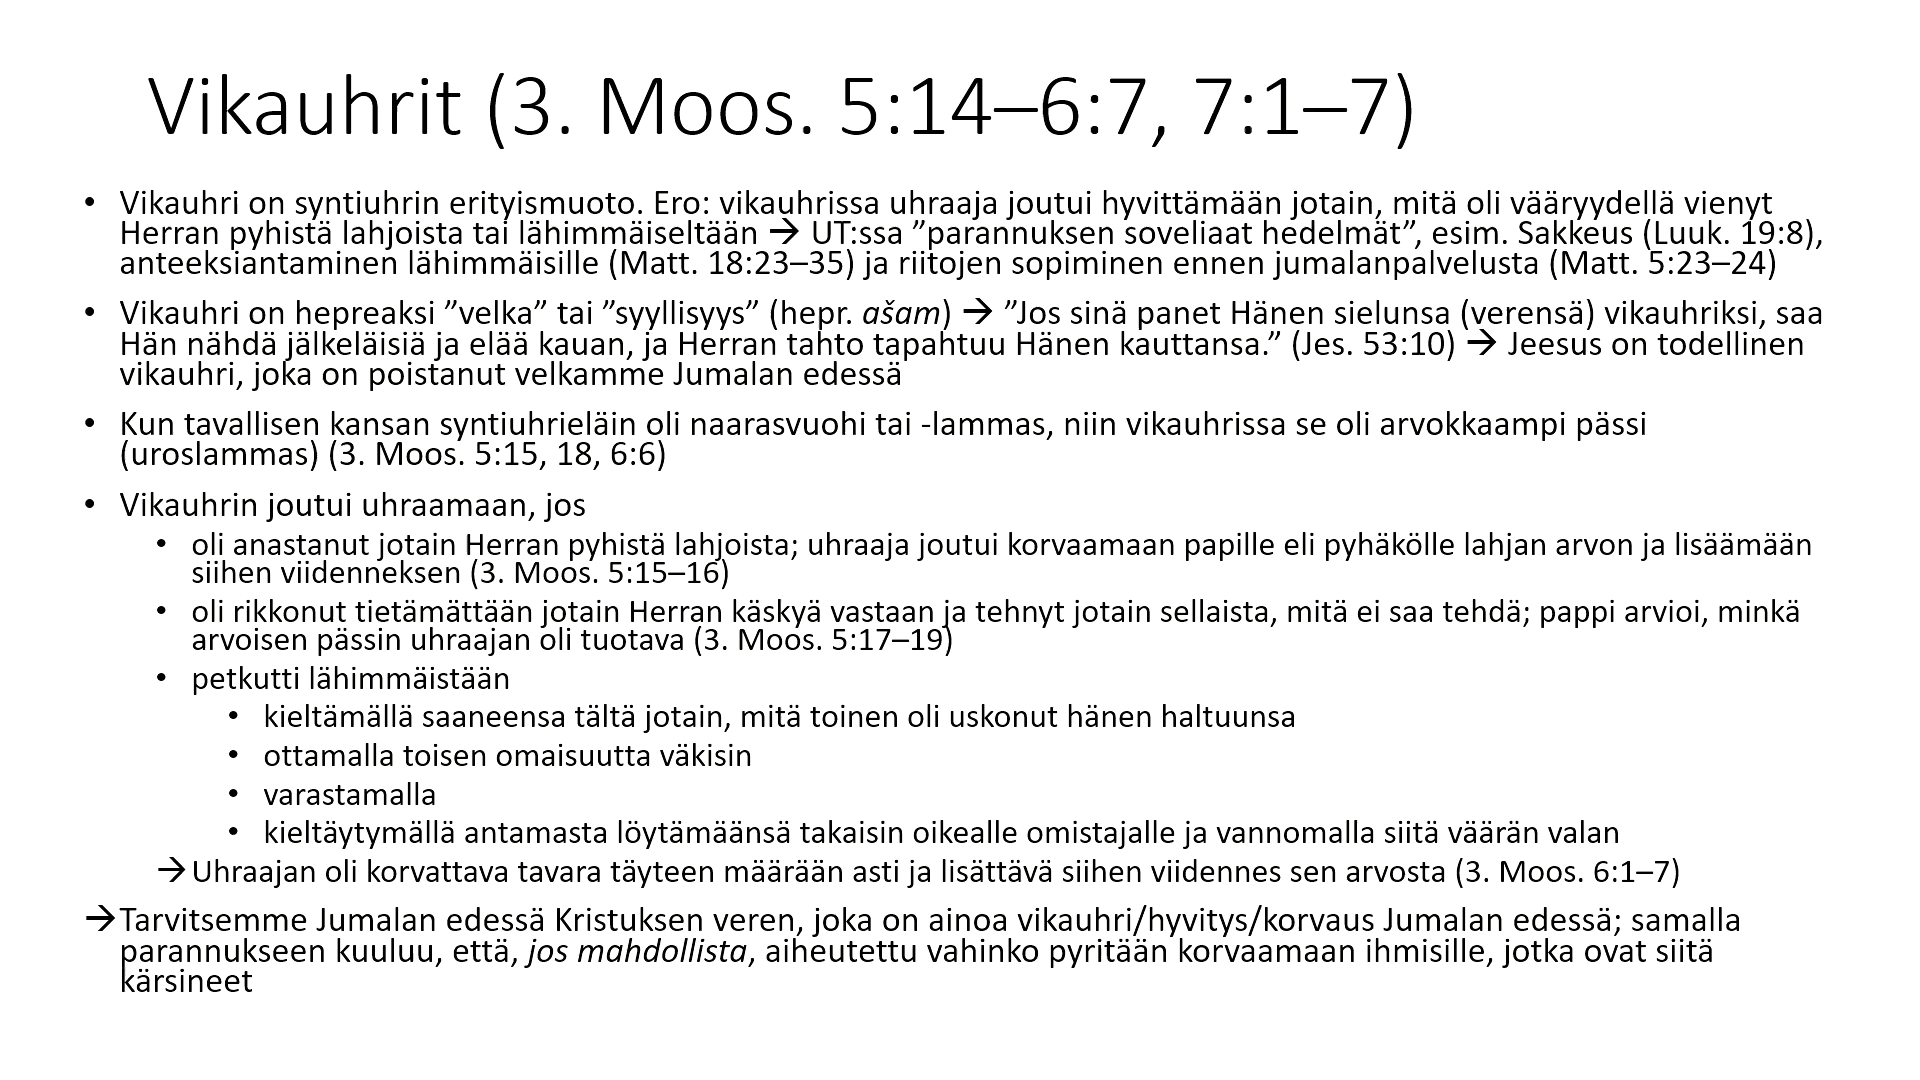 Vikauhrit (3. Moos. 5:14–6:7, 7:1–7)
• Vikauhri on syntiuhrin erityismuoto. Ero: vikauhrissa uhraaja joutui hyvittämään jotain, mitä oli vääryydellä vienyt
Herran pyhistä lahjoista tai lähimmäiseltään → UT:ssa ”parannuksen soveliaat hedelmät”, esim. Sakkeus (Luuk. 19:8),
anteeksiantaminen lähimmäisille (Matt. 18:23–35) ja riitojen sopiminen ennen jumalanpalvelusta (Matt. 5:23–24)
• Vikauhri on hepreaksi ”velka” tai ”syyllisyys” (hepr. ašam) → ”Jos sinä panet Hänen sielunsa (verensä) vikauhriksi, saa
Hän nähdä jälkeläisiä ja elää kauan, ja Herran tahto tapahtuu Hänen kauttansa.” (Jes. 53:10) → Jeesus on todellinen
vikauhri, joka on poistanut velkamme Jumalan edessä
• Kun tavallisen kansan syntiuhrieläin oli naarasvuohi tai -lammas, niin vikauhrissa se oli arvokkaampi pässi
(uroslammas) (3. Moos. 5:15, 18, 6:6)
• Vikauhrin joutui uhraamaan, jos
• oli anastanut jotain Herran pyhistä lahjoista; uhraaja joutui korvaamaan papille eli pyhäkölle lahjan arvon ja lisäämään
siihen viidenneksen (3. Moos. 5:15–16)
• oli rikkonut tietämättään jotain Herran käskyä vastaan ja tehnyt jotain sellaista, mitä ei saa tehdä; pappi arvioi, minkä
arvoisen pässin uhraajan oli tuotava (3. Moos. 5:17–19)
• petkutti lähimmäistään
• kieltämällä saaneensa tältä jotain, mitä toinen oli uskonut hänen haltuunsa
• ottamalla toisen omaisuutta väkisin
• varastamalla
• kieltäytymällä antamasta löytämäänsä takaisin oikealle omistajalle ja vannomalla siitä väärän valan
→ Uhraajan oli korvattava tavara täyteen määrään asti ja lisättävä siihen viidennes sen arvosta (3. Moos. 6:1–7)
→ Tarvitsemme Jumalan edessä Kristuksen veren, joka on ainoa vikauhri/hyvitys/korvaus Jumalan edessä; samalla
parannukseen kuuluu, että, jos mahdollista, aiheutettu vahinko pyritään korvaamaan ihmisille, jotka ovat siitä
kärsineet